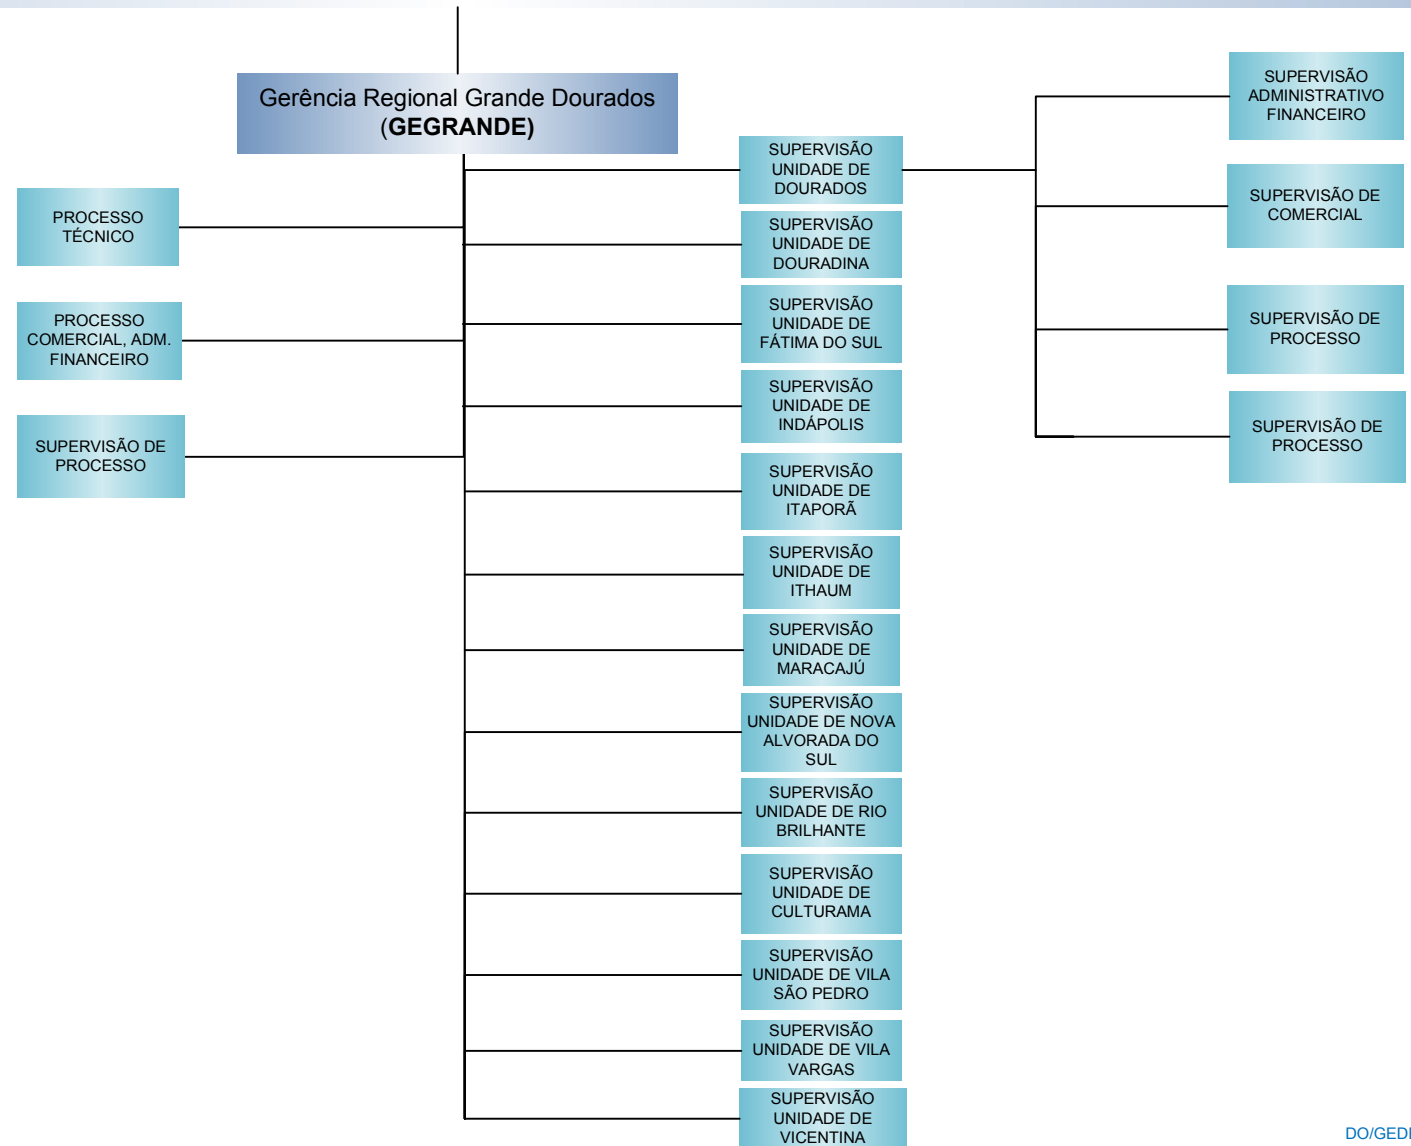 Gerência Regional Grande Dourados
(GEGRANDE)
PROCESSO
TÉCNICO
PROCESSO
COMERCIAL, ADM.
FINANCEIRO
SUPERVISÃO DE
PROCESSO
SUPERVISÃO
UNIDADE DE
DOURADOS
SUPERVISÃO
UNIDADE DE
DOURADINA
SUPERVISÃO
UNIDADE DE
FÁTIMA DO SUL
SUPERVISÃO
UNIDADE DE
INDÁPOLIS
SUPERVISÃO
UNIDADE DE
ITAPORÃ
SUPERVISÃO
UNIDADE DE
ITHAUM
SUPERVISÃO
UNIDADE DE
MARACAJÚ
SUPERVISÃO
UNIDADE DE NOVA
ALVORADA DO
SUL
SUPERVISÃO
UNIDADE DE RIO
BRILHANTE
SUPERVISÃO
UNIDADE DE
CULTURAMA
SUPERVISÃO
UNIDADE DE VILA
SÃO PEDRO
SUPERVISÃO
UNIDADE DE VILA
VARGAS
SUPERVISÃO
UNIDADE DE
VICENTINA
SUPERVISÃO
ADMINISTRATIVO
FINANCEIRO
SUPERVISÃO DE
COMERCIAL
SUPERVISÃO DE
PROCESSO
SUPERVISÃO DE
PROCESSO
DO/GEDI